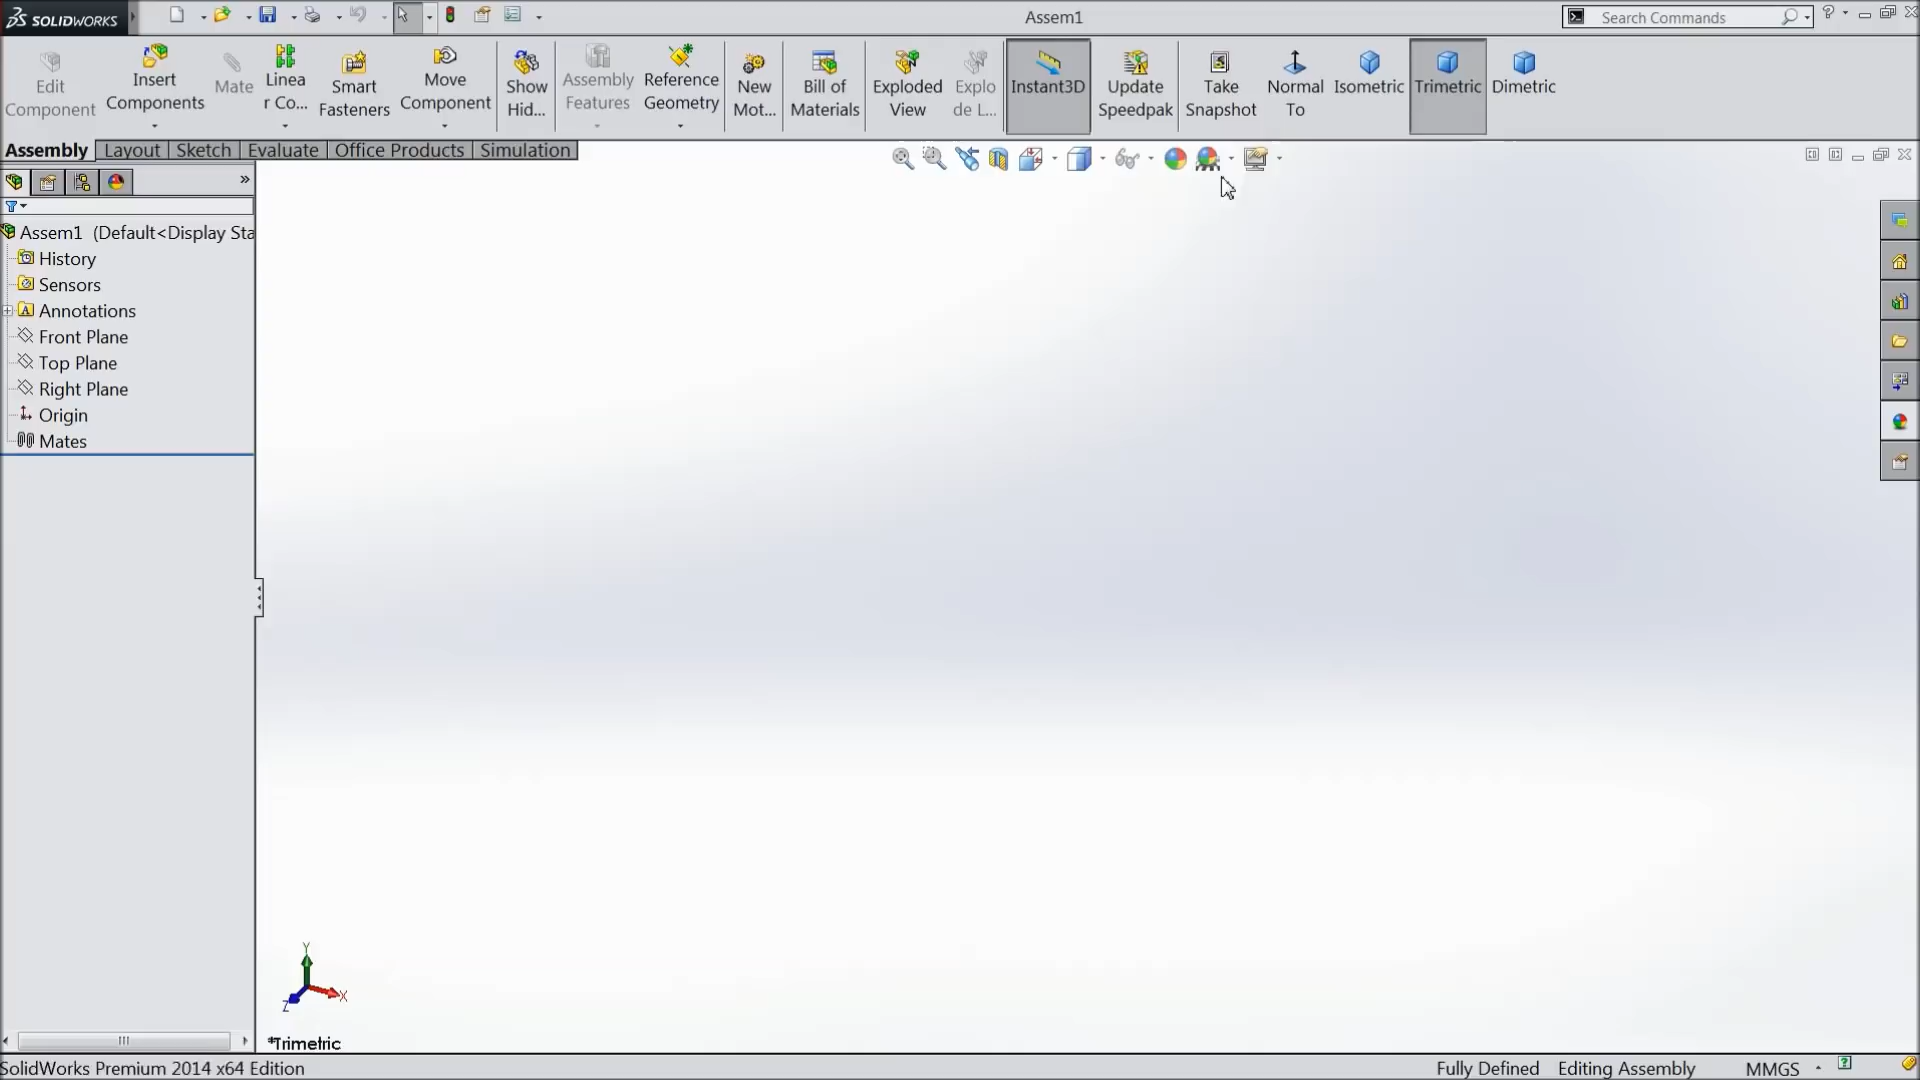 SOLIDWORKS
Assem1
Search Commands
Edit Component
Insert Components
Mate
Linea r Co...
Smart Fasteners
Move Component
Show Hid...
Assembly Features
Reference Geometry
New Mot...
Bill of Materials
Exploded View
Explo de L...
Instant3D
Update Speedpak
Take Snapshot
Normal To
Isometric
Trimetric
Dimetric
Assembly Layout Sketch Evaluate Office Products Simulation
Assem1 (Default<Display Sta
History
Sensors
Annotations
Front Plane
Top Plane
Right Plane
Origin
Mates
Y
X
Z
*Trimetric
SolidWorks Premium 2014 x64 Edition
Fully Defined Editing Assembly MMGS